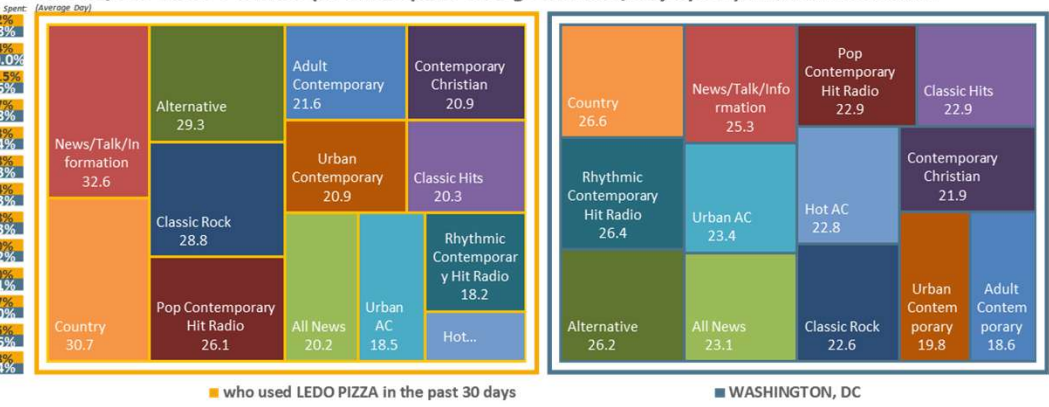 Spent: (Average Day)
News/Talk/In
formation
32.6
Country
30.7
Alternative
29.3
Classic Rock
28.8
Pop Contemporary
Hit Radio
26.1
Adult
Contemporary
21.6
Contemporary
Christian
20.9
Urban
Contemporary
20.9
Classic Hits
20.3
All News
20.2
Urban
AC
18.5
Rhythmic
Contemporar
y Hit Radio
18.2
Hot...
Country
26.6
Rhythmic
Contemporary
Hit Radio
26.4
Alternative
26.2
News/Talk/Info
rmation
25.3
Urban AC
23.4
All News
23.1
Pop
Contemporary
Hit Radio
22.9
Classic Hits
22.9
Hot AC
22.8
Classic Rock
22.6
Contemporary
Christian
21.9
Urban
Contem
porary
19.8
Adult
Contem
porary
18.6
who used LEDO PIZZA in the past 30 days
WASHINGTON, DC